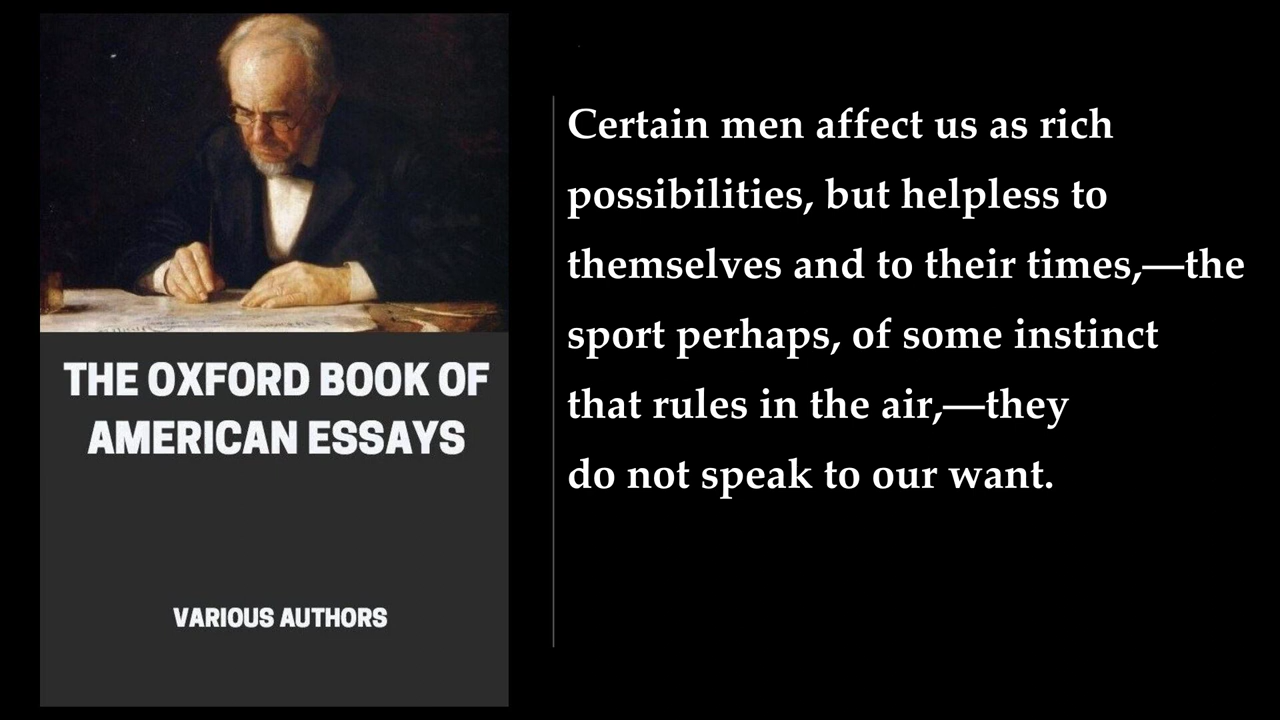 THE OXFORD BOOK OF
AMERICAN ESSAYS
VARIOUS AUTHORS
Certain men affect us as rich
possibilities, but helpless to
themselves and to their times,—the
sport perhaps, of some instinct
that rules in the air,—they
do not speak to our want.